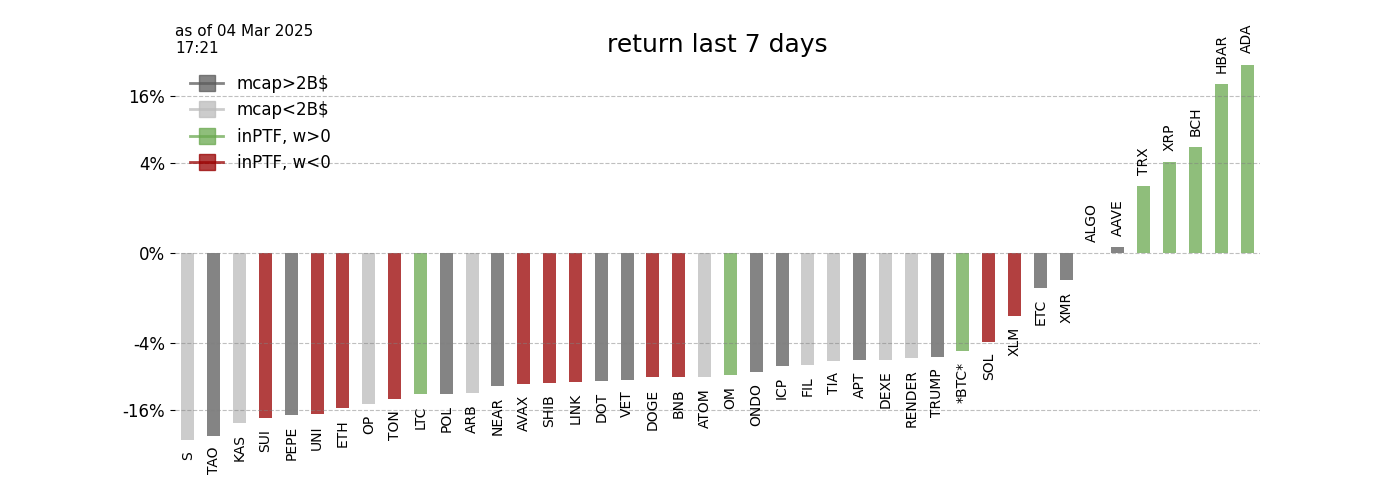 as of 04 Mar 2025
17:21
return last 7 days
mcap>2B$
mcap<2B$
inPTF, w>0
inPTF, w<0
16%
4%
0%
-4%
-16%
S
TAO
KAS
SUI
PEPE
UNI
ETH
OP
TON
LTC
POL
ARB
NEAR
AVAX
SHIB
LINK
DOT
VET
DOGE
BNB
ATOM
OM
ONDO
ICP
FIL
TIA
APT
DEXE
RENDER
TRUMP
*BTC*
SOL
XLM
ETC
XMR
ALGO
AAVE
TRX
XRP
BCH
HBAR
ADA